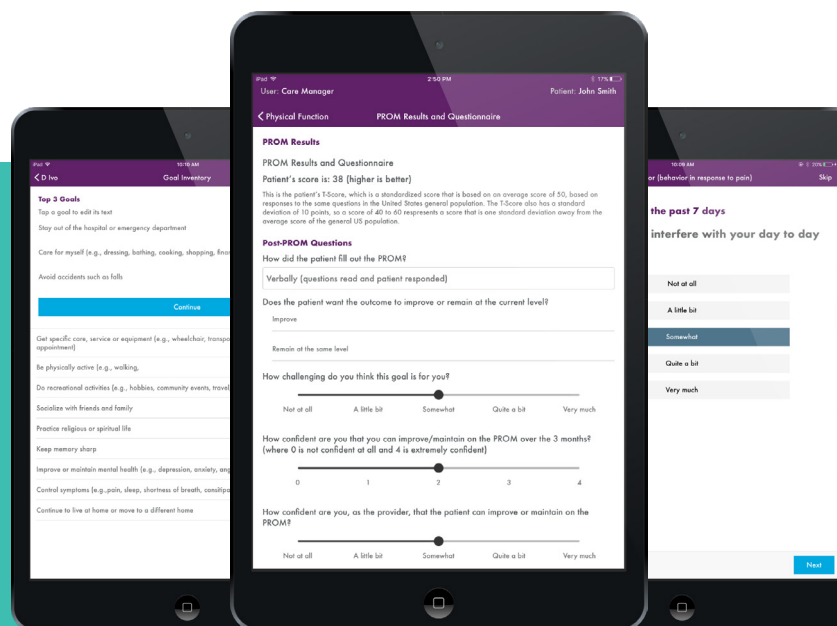 iPad
10:10 AM
D Ivo
Goal Inventory
Top 3 Goals
Tap a goal to edit its text
Stay out of the hospital or emergency department
Care for myself (e.g., dressing, bathing, cooking, shopping,
Avoid accidents such as falls
Continue
Get specific care, service or equipment (e.g., wheelchair,
appointment)
Be physically active (e.g., walking,
Do recreational activities (e.g., hobbies, community events, travel
Socialize with friends and family
Practice religious or spiritual life
Keep memory sharp
Improve or maintain mental health (e.g., depression, anxiety,
Control symptoms (e.g.,pain, sleep, shortness of breath,
Continue to live at home or move to a different home
iPad
2:50 PM
17%
User: Care Manager
Patient: John Smith
Physical Function
PROM Results and Questionnaire
PROM Results
PROM Results and Questionnaire
Patient's score is: 38 (higher is better)
This is the patient's T-Score, which is a standardized score that is based on an average score of 50, based on
responses to the same questions in the United States general population. The T-Score also has a standard
deviation of 10 points, so a score of 40 to 60 respresents a score that is one standard deviation away from the
average score of the general US population.
Post-PROM Questions
How did the patient fill out the PROM?
Verbally (questions read and patient responded)
Does the patient want the outcome to improve or remain at the current level?
Improve
Remain at the same level
How challenging do you think this goal is for you?
Not at all A little bit Somewhat Quite a bit Very much
How confident are you that you can improve/maintain on the PROM over the 3 months?
(where 0 is not confident at all and 4 is extremely confident)
0 1 2 3 4
How confident are you, as the provider, that the patient can improve or maintain on the
PROM?
Not at all A little bit Somewhat Quite a bit Very much
10:09 AM
20%
or (behavior in response to pain)
Skip
the past 7 days
interfere with your day to day
Not at all
A little bit
Somewhat
Quite a bit
Very much
Next